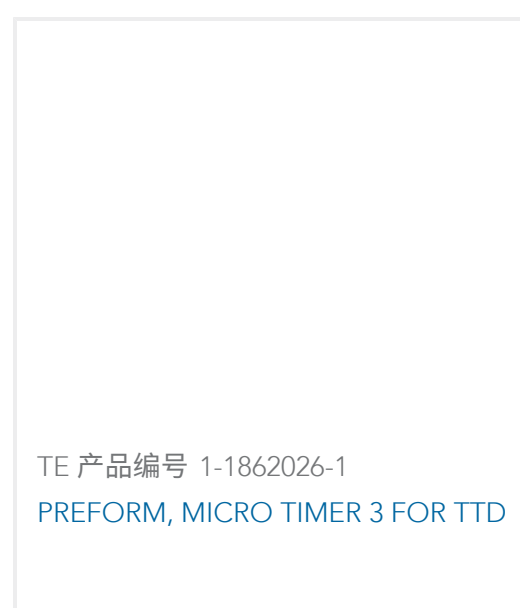 TE 产品编号 1-1862026-1
PREFORM, MICRO TIMER 3 FOR TTD